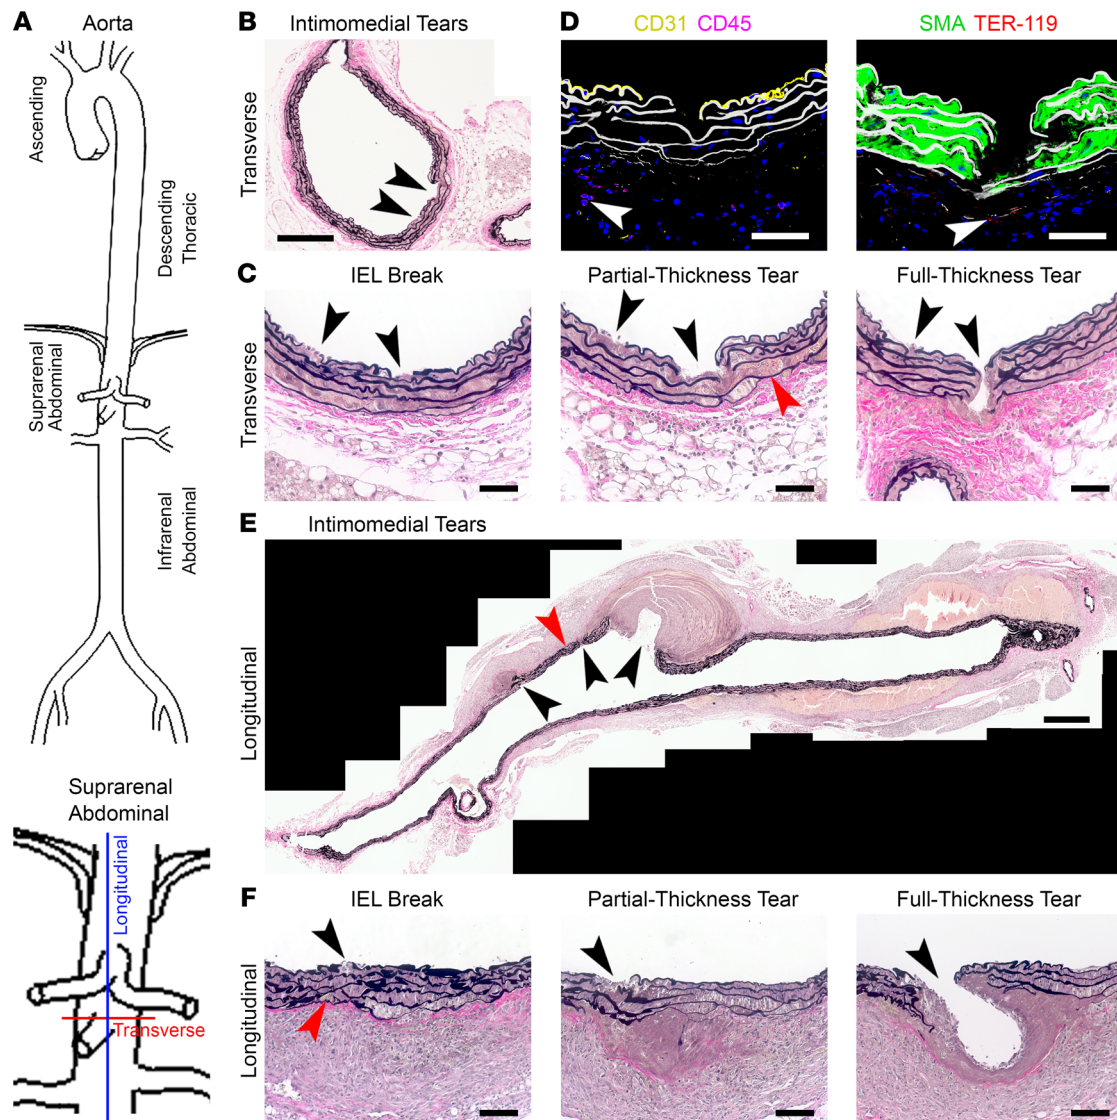 A Aorta
Ascending
Descending
Thoracic
Suprarenal
Abdominal
Infrarenal
Abdominal
Suprarenal
Abdominal
Longitudinal
Transverse
B Intimomedial Tears
Transverse
C IEL Break Partial-Thickness Tear Full-Thickness Tear
Transverse
D CD31 CD45 SMA TER-119
E Intimomedial Tears
Longitudinal
F IEL Break Partial-Thickness Tear Full-Thickness Tear
Longitudinal